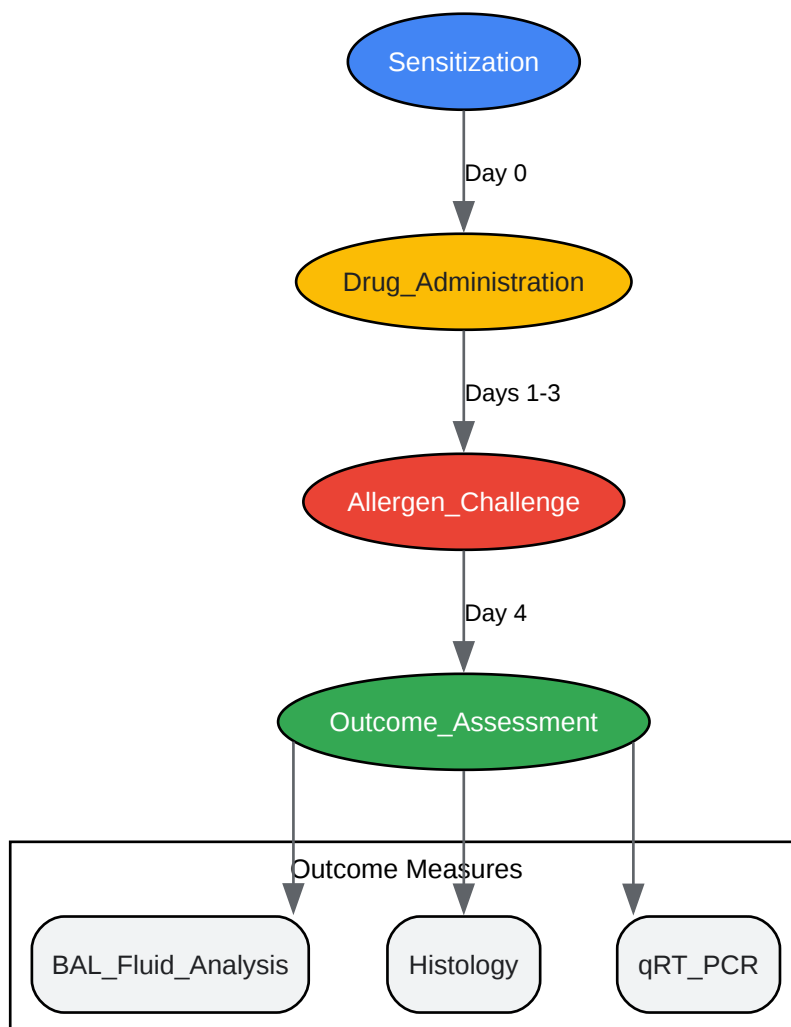 Sensitization
Day 0
Drug_Administration
Days 1-3
Allergen_Challenge
Day 4
Outcome_Assessment
Outcome Measures
BAL_Fluid_Analysis
Histology
qRT_PCR